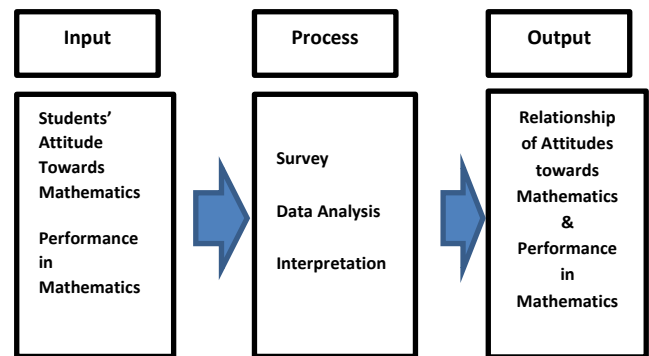 Input
Process
Output
Students'
Attitude
Towards
Mathematics
Performance
in
Mathematics
Survey
Data Analysis
Interpretation
Relationship
of Attitudes
towards
Mathematics
&
Performance
in
Mathematics